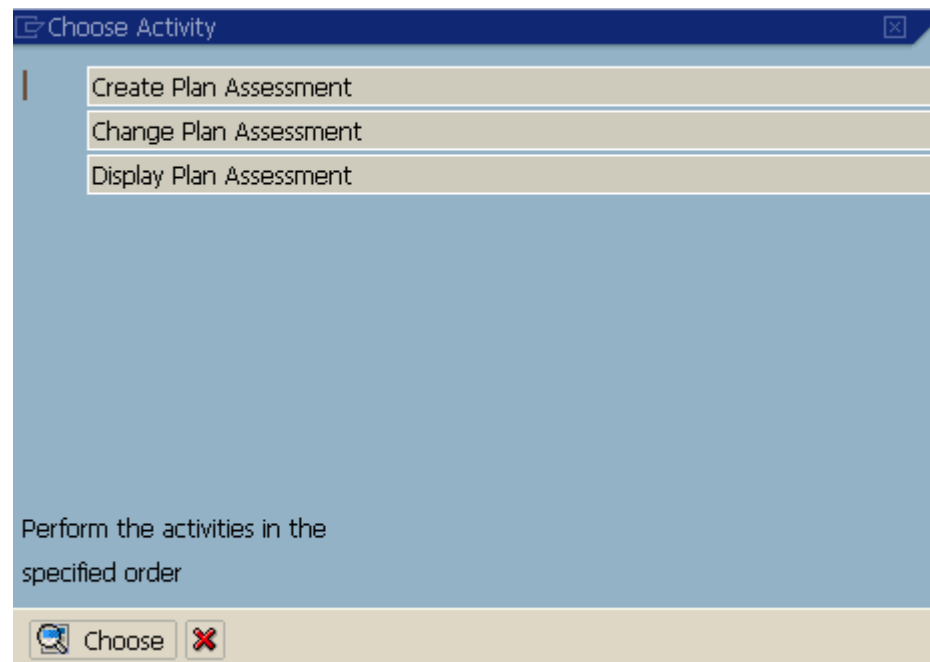 Choose Activity
Create Plan Assessment
Change Plan Assessment
Display Plan Assessment
Perform the activities in the
specified order
Choose